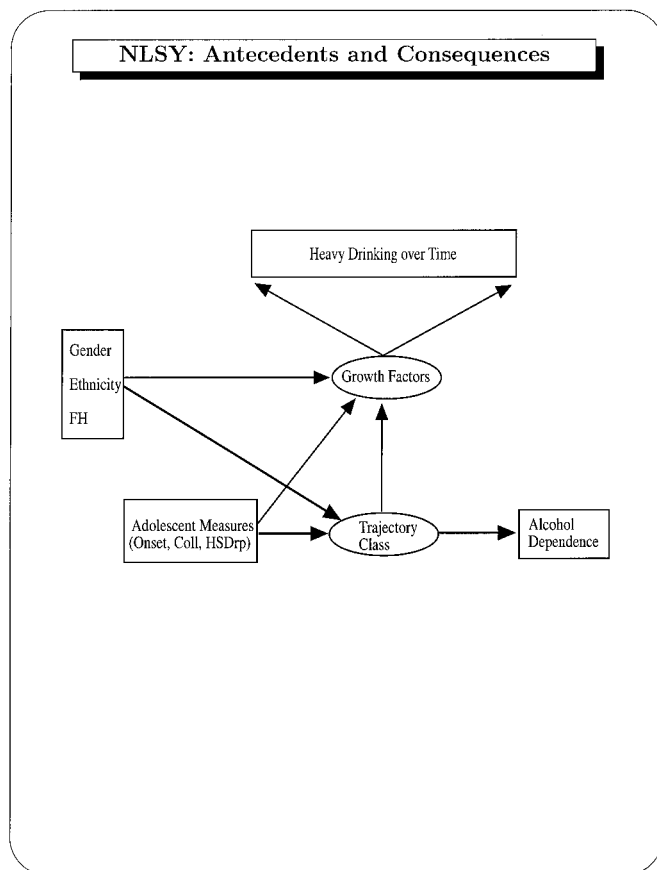 NLSY: Antecedents and Consequences
Heavy Drinking over Time
Gender
Ethnicity
FH
Growth Factors
Adolescent Measures
(Onset, Coll, HSDrp)
Trajectory
Class
Alcohol
Dependence